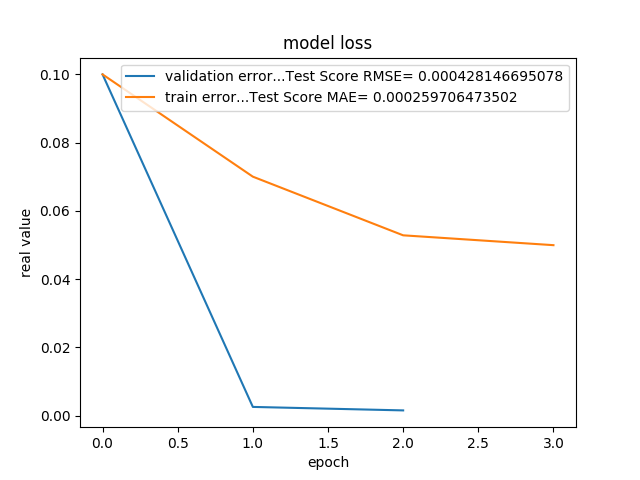 model loss
validation error...Test Score RMSE= 0.000428146695078
train error...Test Score MAE= 0.000259706473502
0.10
0.08
0.06
0.04
0.02
0.00
real value
0.0 0.5 1.0 1.5 2.0 2.5 3.0
epoch